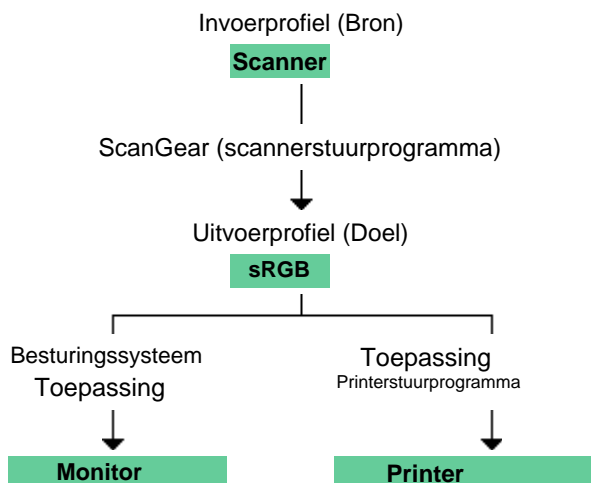 Invoerprofiel (Bron)
Scanner
ScanGear (scannerstuurprogramma)
Uitvoerprofiel (Doel)
sRGB
Besturingssysteem
Toepassing
Toepassing
Printerstuurprogramma
Monitor
Printer